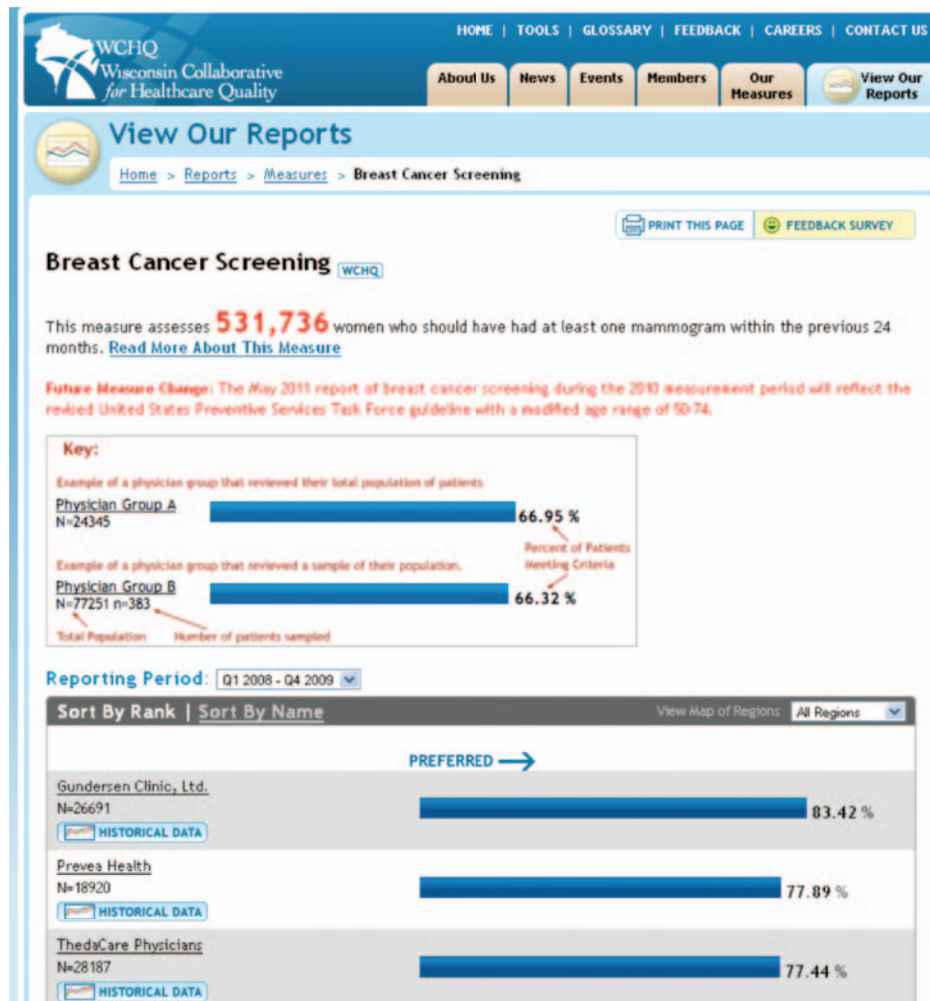 HOME | TOOLS | GLOSSARY | FEEDBACK | CAREERS | CONTACT US
WCHQ
Wisconsin Collaborative
for Healthcare Quality
About Us
News
Events
Members
Our
Measures
View Our
Reports
View Our Reports
Home > Reports > Measures > Breast Cancer Screening
PRINT THIS PAGE
FEEDBACK SURVEY
Breast Cancer Screening WCHQ
This measure assesses 531,736 women who should have had at least one mammogram within the previous 24
months. Read More About This Measure
Future Measure Change: The May 2011 report of breast cancer screening during the 2010 measurement period will reflect the
revised United States Preventive Services Task Force guideline with a modified age range of 50-74.
Key:
Example of a physician group that reviewed their total population of patients
Physician Group A
N=24345
66.95 %
Percent of Patients
Meeting Criteria
Example of a physician group that reviewed a sample of their population.
Physician Group B
N=77251 n=383
66.32 %
Total Population
Number of patients sampled
Reporting Period: Q1 2008 - Q4 2009
Sort By Rank | Sort By Name
View Map of Regions All Regions
PREFERRED →
Gundersen Clinic, Ltd.
N=26691
HISTORICAL DATA
83.42 %
Prevea Health
N=18920
HISTORICAL DATA
77.89 %
ThedaCare Physicians
N=28187
HISTORICAL DATA
77.44 %